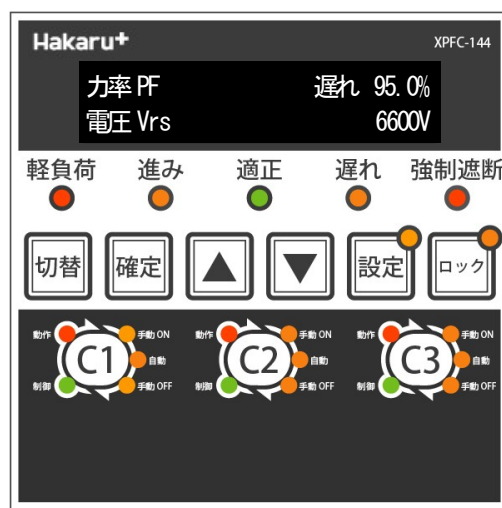 Hakaru+ XPFC-144
力率 PF 遅れ 95.0%
電圧 Vrs 6600V
軽負荷 進み 適正 遅れ 強制遮断
切替 確定 ▲ ▼ 設定 ロック
動作 手動 ON 動作 手動 ON 動作 手動 ON
C1 自動 C2 自動 C3 自動
制御 手動 OFF 制御 手動 OFF 制御 手動 OFF